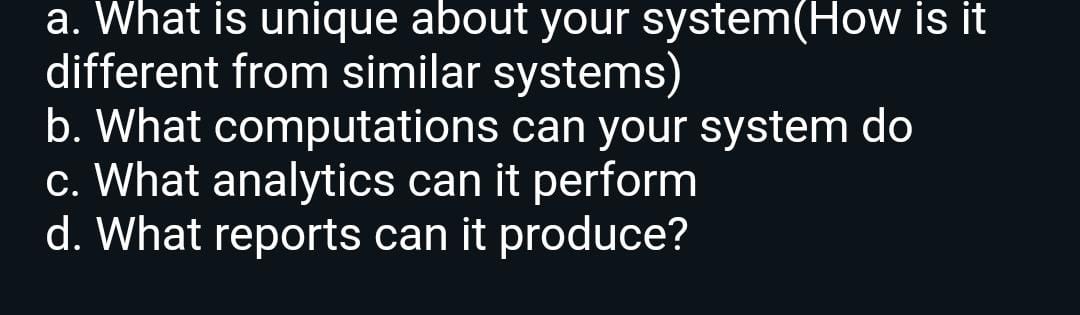 a. What is unique about your system(How is it
different from similar systems)
b. What computations can your system do
c. What analytics can it perform
d. What reports can it produce?